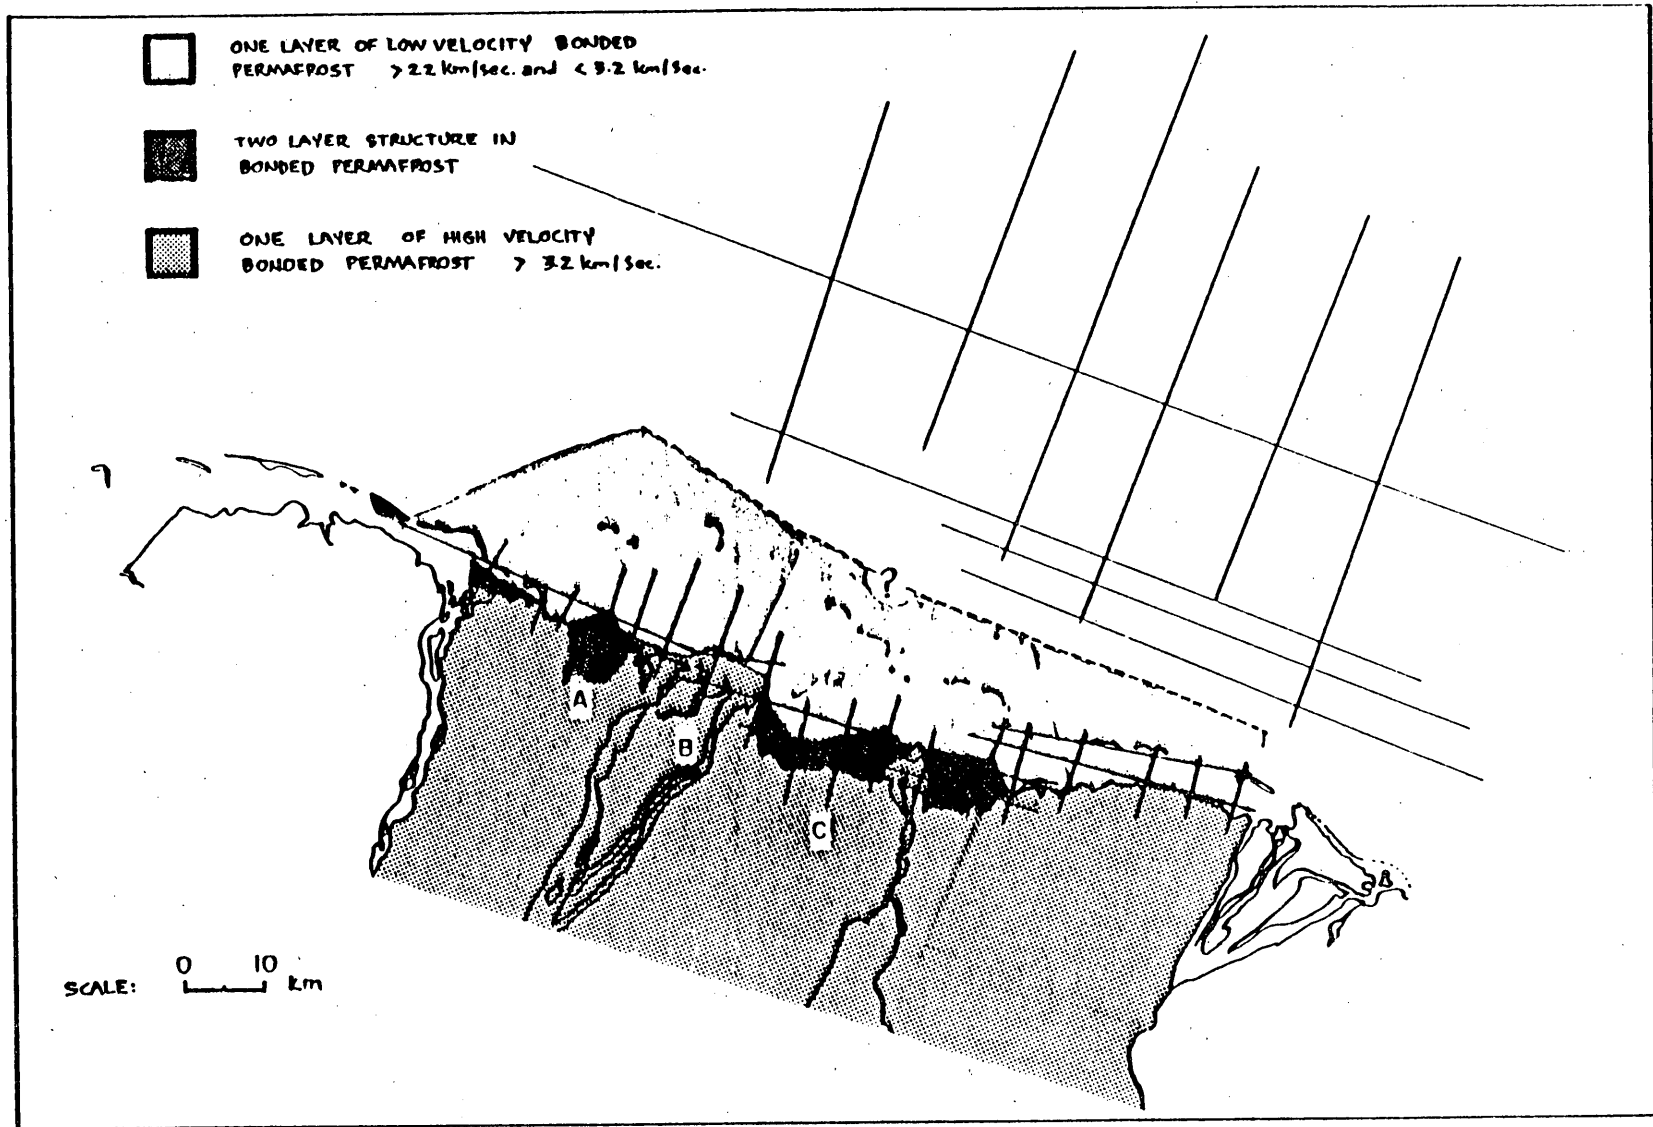 ONE LAYER OF LOW VELOCITY BONDED
PERMAFROST > 2.2 km/sec. and < 3.2 km/sec.
TWO LAYER STRUCTURE IN
BONDED PERMAFROST
ONE LAYER OF HIGH VELOCITY
BONDED PERMAFROST > 3.2 km/sec.
?
A
B
C
0 10
SCALE: km